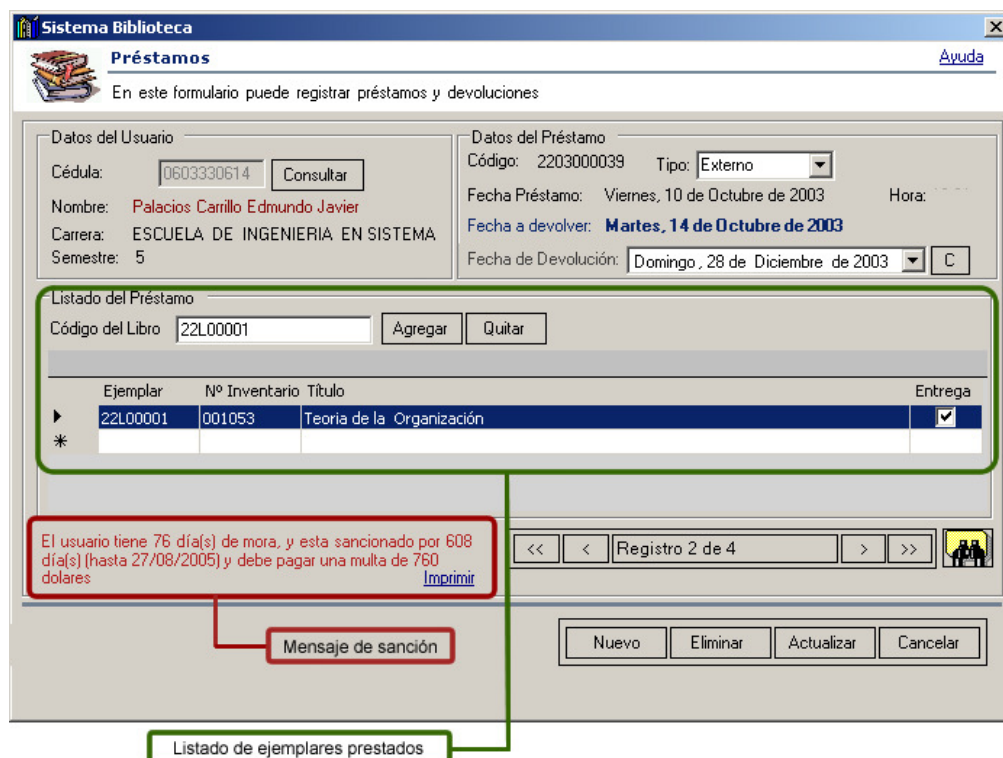 Sistema Biblioteca
Préstamos
Ayuda
En este formulario puede registrar préstamos y devoluciones
Datos del Usuario
Cédula: 0603330614 Consultar
Nombre: Palacios Carrillo Edmundo Javier
Carrera: ESCUELA DE INGENIERIA EN SISTEMA
Semestre: 5
Datos del Préstamo
Código: 2203000039 Tipo: Externo
Fecha Préstamo: Viernes, 10 de Octubre de 2003 Hora:
Fecha a devolver: Martes, 14 de Octubre de 2003
Fecha de Devolución: Domingo, 28 de Diciembre de 2003 C
Listado del Préstamo
Código del Libro 22L00001 Agregar Quitar
Ejemplar Nº Inventario Título Entrega
22L00001 001053 Teoria de la Organización
El usuario tiene 76 día(s) de mora, y esta sancionado por 608
día(s) (hasta 27/08/2005) y debe pagar una multa de 760
dolares Imprimir
<< < Registro 2 de 4 > >>
Mensaje de sanción
Nuevo Eliminar Actualizar Cancelar
Listado de ejemplares prestados